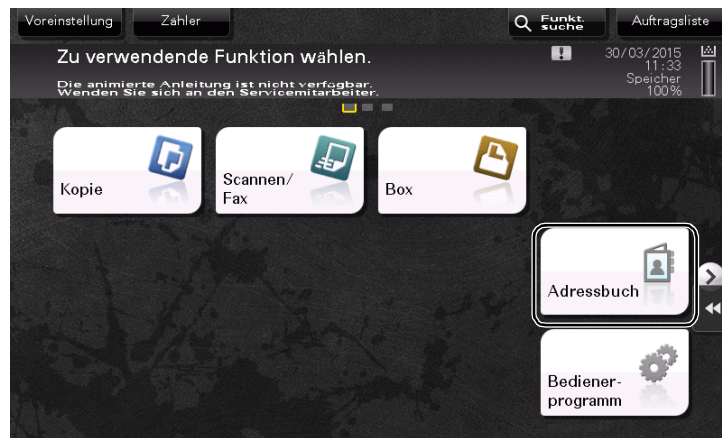 Voreinstellung
Zähler
Funkt.
suche
Auftragsliste
Zu verwendende Funktion wählen.
Die animierte Anleitung ist nicht verfügbar.
Wenden Sie sich an den Servicemitarbeiter.
30/03/2015
11:33
Speicher
100%
Kopie
Scannen/
Fax
Box
Adressbuch
Bediener-
programm